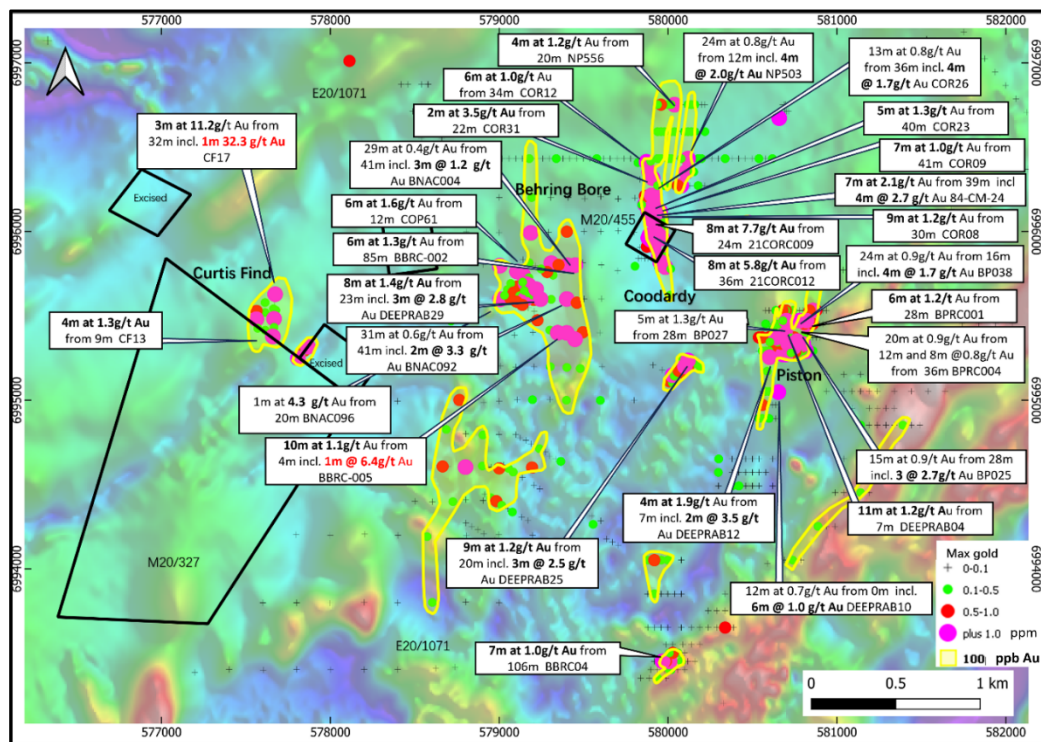 577000
578000
579000
580000
581000
582000
6997000
6997000
6996000
6996000
6995000
6995000
6994000
6994000
E20/1071
4m at 1.2g/t Au from
20m NP556
24m at 0.8g/t Au
from 12m incl. 4m
@ 2.0g/t Au NP503
13m at 0.8g/t Au
from 36m incl. 4m
@ 1.7g/t Au COR26
6m at 1.0g/t Au
from 34m COR12
2m at 3.5g/t Au from
22m COR31
5m at 1.3g/t Au from
40m COR23
3m at 11.2g/t Au from
32m incl. 1m 32.3 g/t Au
CF17
29m at 0.4g/t Au from
41m incl. 3m @ 1.2 g/t
Au BNAC004
7m at 1.0g/t Au from
41m COR09
Behring Bore
7m at 2.1g/t Au from 39m incl
4m @ 2.7 g/t Au 84-CM-24
Excised
6m at 1.6g/t Au from
12m COP61
M20/455
8m at 7.7g/t Au from
24m 21CORC009
9m at 1.2g/t Au from
30m COR08
6m at 1.3g/t Au from
85m BBRC-002
8m at 5.8g/t Au from
36m 21CORC012
24m at 0.9g/t Au from 16m
incl. 4m @ 1.7 g/t Au BP038
Curtis Find
8m at 1.4g/t Au from
23m incl. 3m @ 2.8 g/t
Au DEEPRAB29
Coodardy
6m at 1.2/t Au from
28m BPRC001
4m at 1.3g/t Au
from 9m CF13
5m at 1.3g/t Au
from 28m BP027
31m at 0.6g/t Au from
41m incl. 2m @ 3.3 g/t
Au BNAC092
20m at 0.9g/t Au from
12m and 8m @0.8g/t Au
from 36m BPRC004
Excised
Piston
1m at 4.3 g/t Au from
20m BNAC096
10m at 1.1g/t Au from
4m incl. 1m @ 6.4g/t Au
BBRC-005
15m at 0.9/t Au from 28m
incl. 3 @ 2.7g/t Au BP025
4m at 1.9g/t Au from
7m incl. 2m @ 3.5 g/t
Au DEEPRAB12
11m at 1.2g/t Au from
7m DEEPRAB04
9m at 1.2g/t Au from
20m incl. 3m @ 2.5 g/t
Au DEEPRAB25
M20/327
12m at 0.7g/t Au from 0m incl.
6m @ 1.0 g/t Au DEEPRAB10
E20/1071
7m at 1.0g/t Au from
106m BBRC04
Max gold
0-0.1
0.1-0.5
0.5-1.0
plus 1.0 ppm
100 ppb Au
0 0.5 1 km
577000
578000
579000
580000
581000
582000